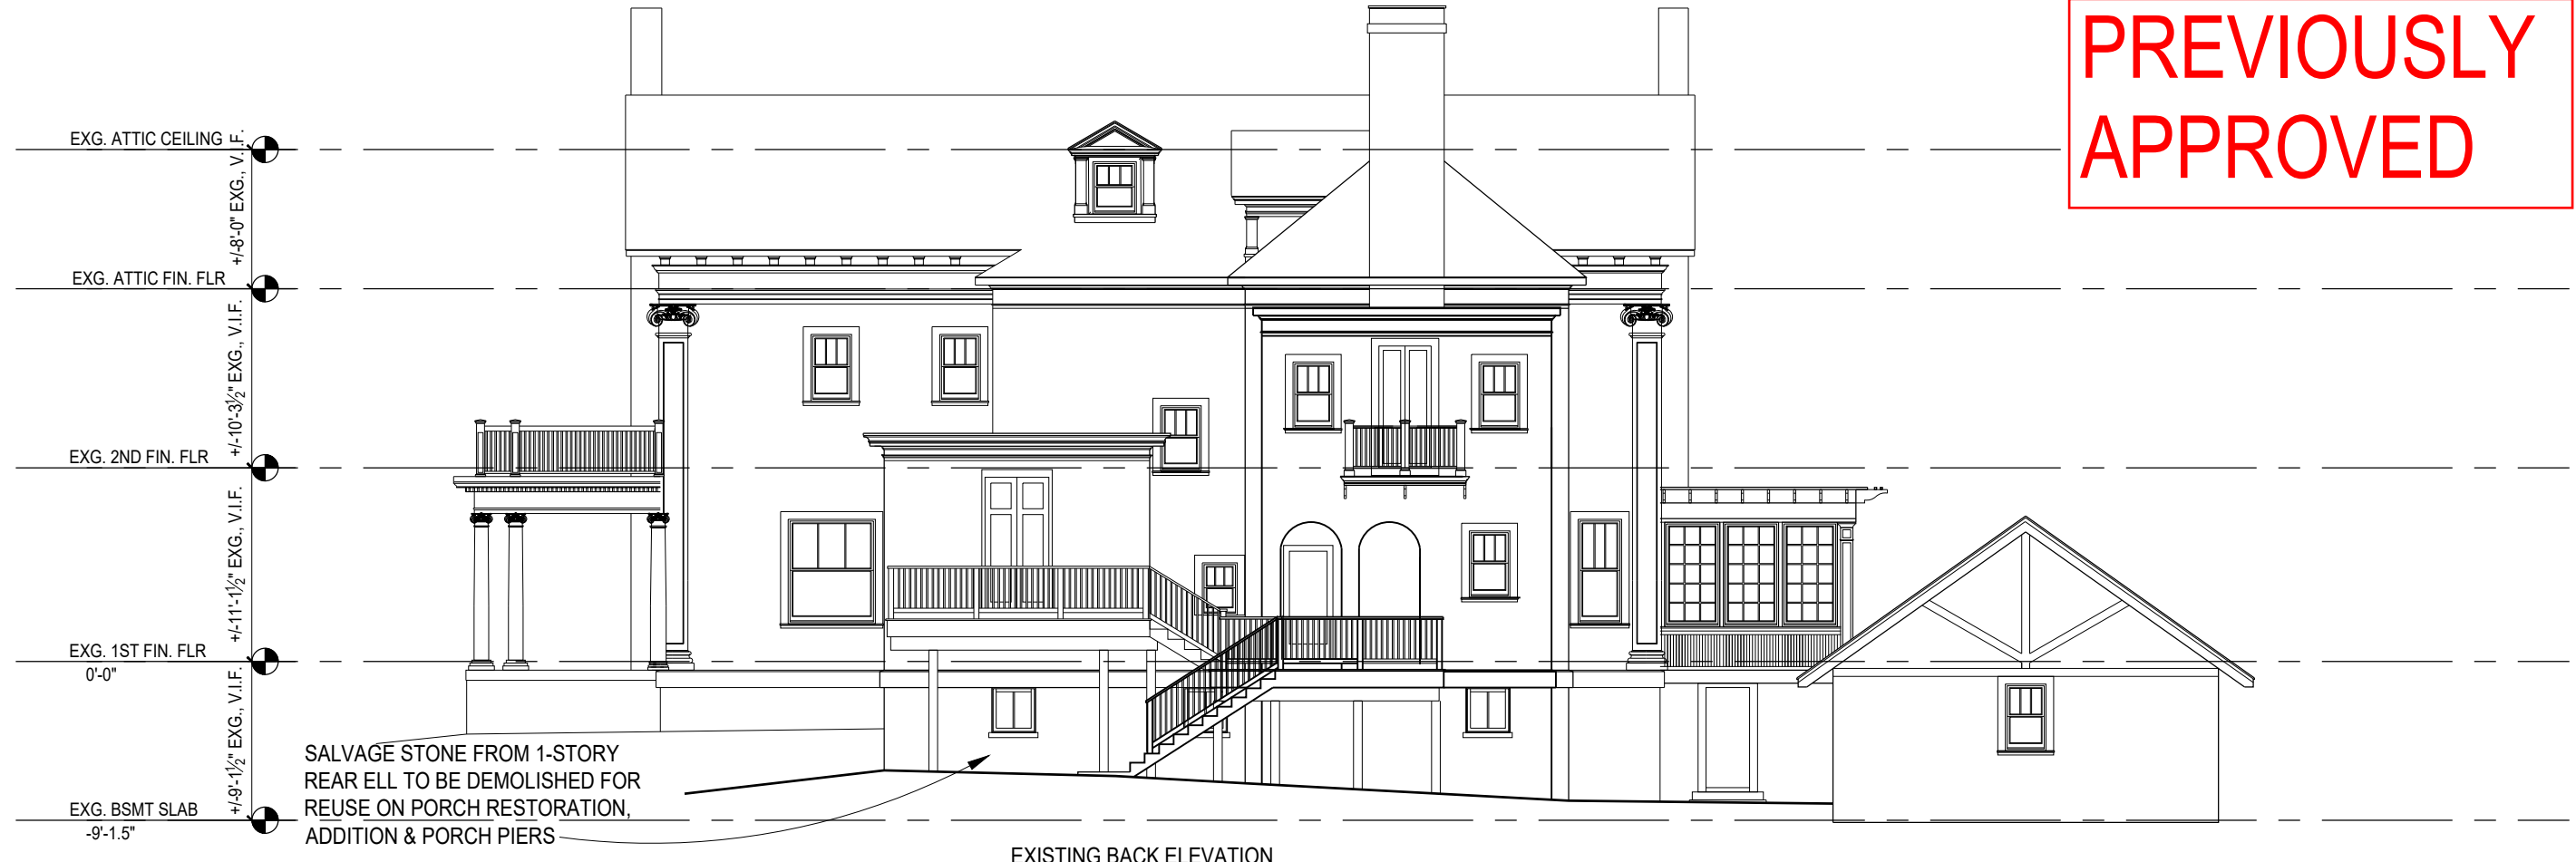 PREVIOUSLY
APPROVED
EXG. ATTIC CEILING
+/-8'-0" EXG., V.I.F.
EXG. ATTIC FIN. FLR
+/-10'-3½" EXG., V.I.F.
EXG. 2ND FIN. FLR
+/-11'-1½" EXG., V.I.F.
EXG. 1ST FIN. FLR
0'-0"
+/-9'-1½" EXG., V.I.F.
EXG. BSMT SLAB
-9'-1.5"
SALVAGE STONE FROM 1-STORY
REAR ELL TO BE DEMOLISHED FOR
REUSE ON PORCH RESTORATION,
ADDITION & PORCH PIERS
EXISTING BACK ELEVATION